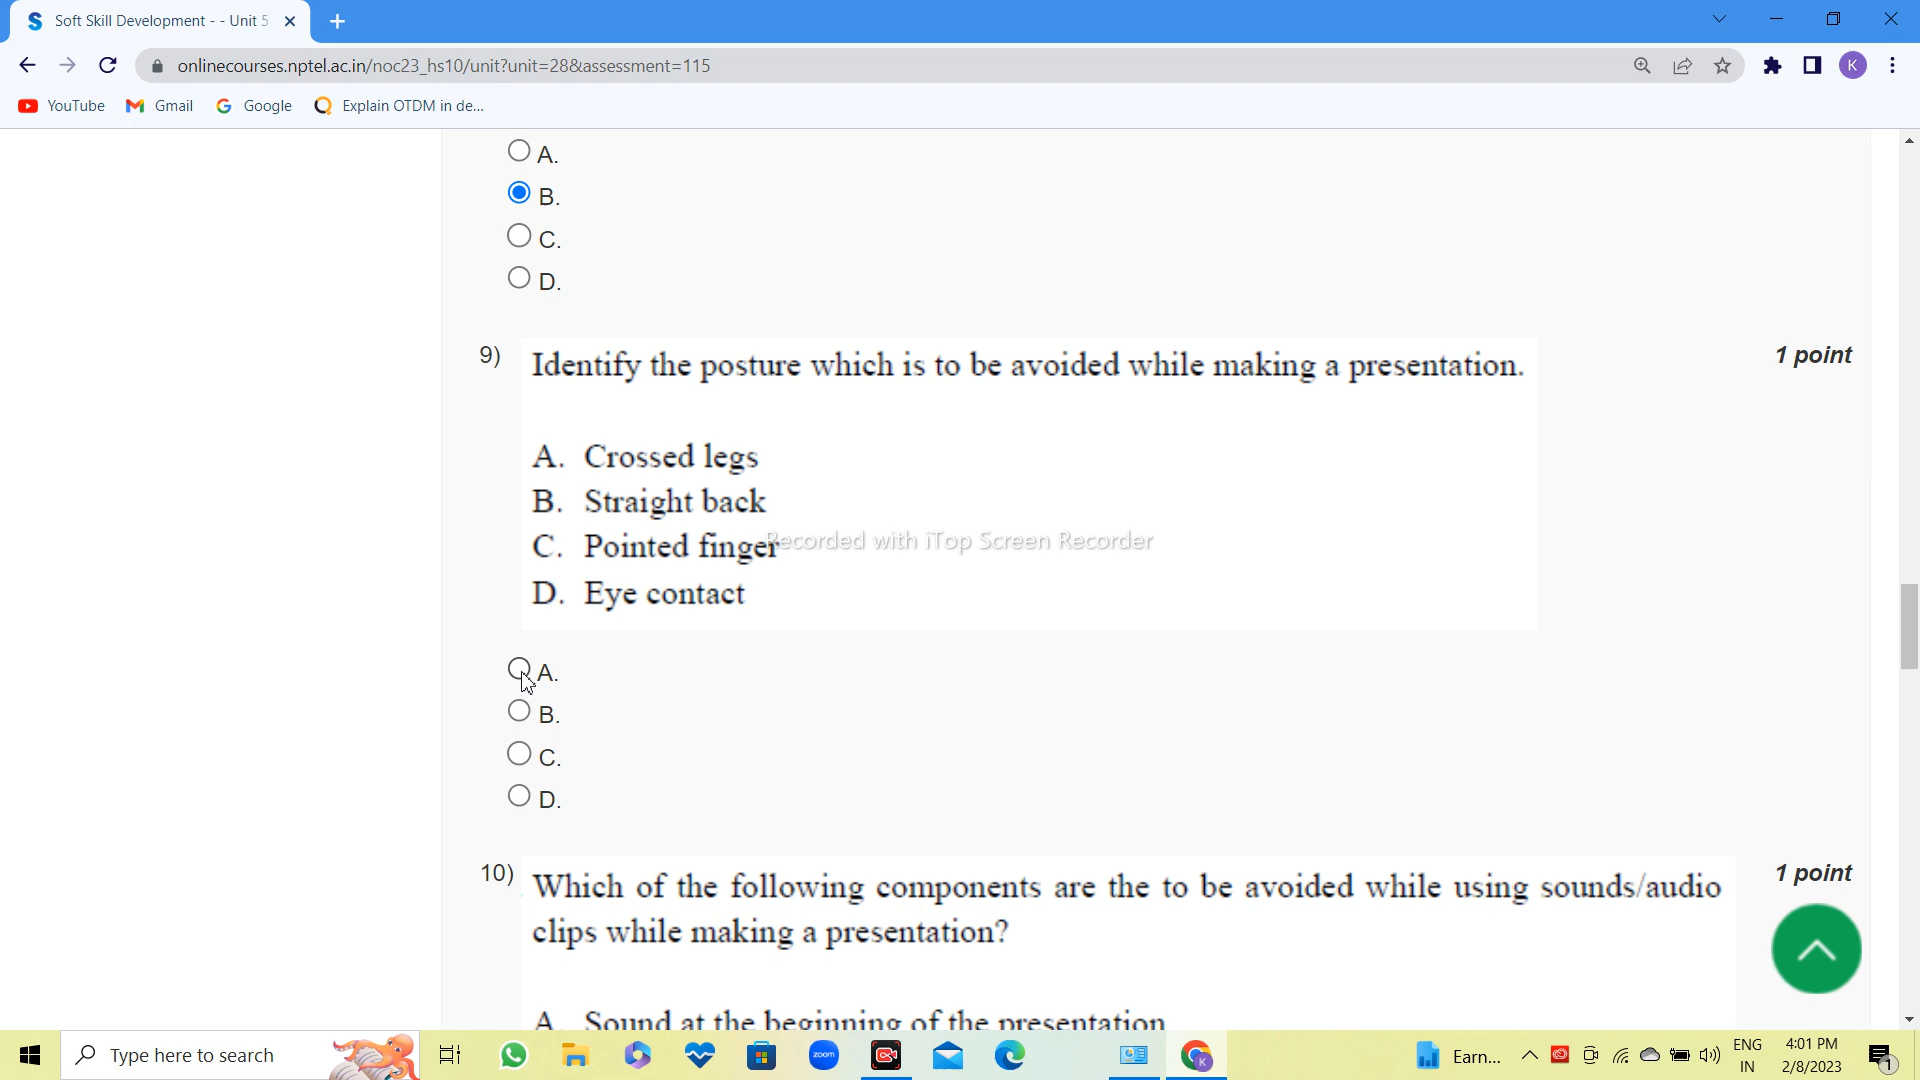 Soft Skill Development - - Unit 5
onlinecourses.nptel.ac.in/noc23_hs10/unit?unit=28&assessment=115
K
YouTube
Gmail
Google
Explain OTDM in de...
A.
B.
C.
D.
9)
Identify the posture which is to be avoided while making a presentation.
1 point
A. Crossed legs
B. Straight back
C. Pointed finger
D. Eye contact
Recorded with iTop Screen Recorder
A.
B.
C.
D.
10)
Which of the following components are the to be avoided while using sounds/audio
clips while making a presentation?
1 point
A. Sound at the beginning of the presentation
Type here to search
zoom
K
Earn...
ENG
IN
4:01 PM
2/8/2023
1